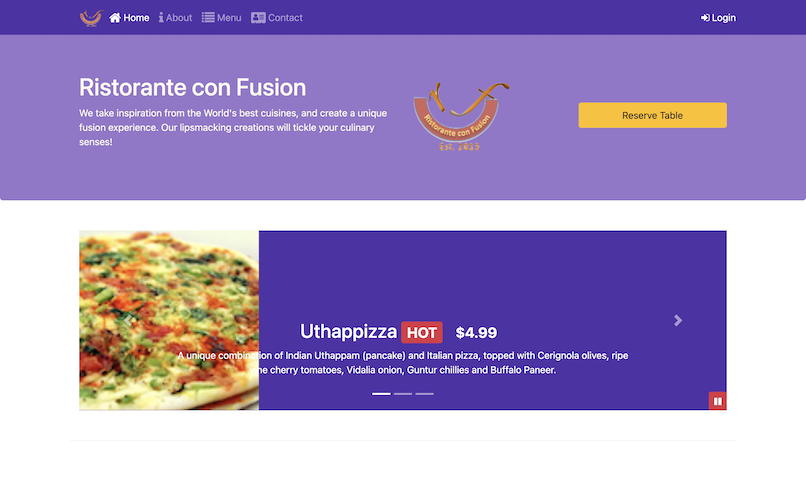 Home About Menu Contact Login
Ristorante con Fusion
We take inspiration from the World's best cuisines, and create a unique
fusion experience. Our lipsmacking creations will tickle your culinary
senses!
Ristorante con Fusion
Est. 1025
Reserve Table
Uthappizza HOT $4.99
A unique combination of Indian Uthappam (pancake) and Italian pizza, topped with Cerignola olives, ripe
cherry tomatoes, Vidalia onion, Guntur chillies and Buffalo Paneer.